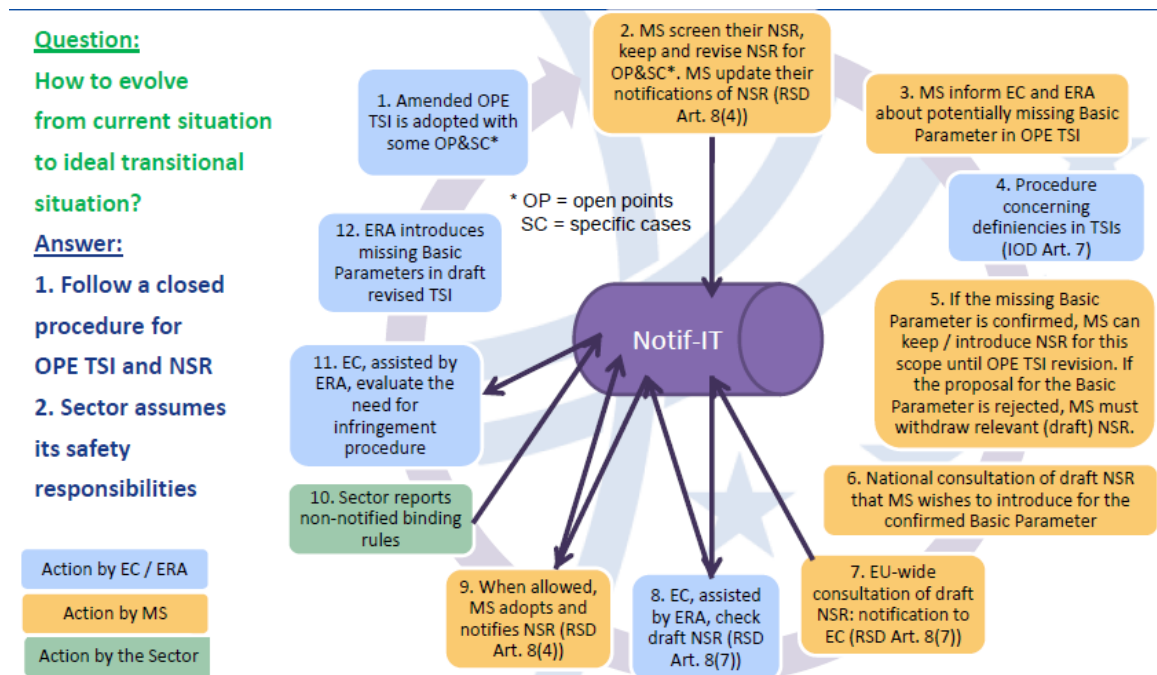 Question:
How to evolve
from current situation
to ideal transitional
situation?
Answer:
1. Follow a closed
procedure for
OPE TSI and NSR
2. Sector assumes
its safety
responsibilities
Action by EC / ERA
Action by MS
Action by the Sector
1. Amended OPE
TSI is adopted with
some OP&SC*
2. MS screen their NSR,
keep and revise NSR for
OP&SC*. MS update their
notifications of NSR (RSD
Art. 8(4))
3. MS inform EC and ERA
about potentially missing Basic
Parameter in OPE TSI
4. Procedure
concerning
definiencies in TSIs
(IOD Art. 7)
5. If the missing Basic
Parameter is confirmed, MS can
keep / introduce NSR for this
scope until OPE TSI revision. If
the proposal for the Basic
Parameter is rejected, MS must
withdraw relevant (draft) NSR.
6. National consultation of draft NSR
that MS wishes to introduce for the
confirmed Basic Parameter
7. EU-wide
consultation of draft
NSR: notification to
EC (RSD Art. 8(7))
8. EC, assisted
by ERA, check
draft NSR (RSD
Art. 8(7))
9. When allowed,
MS adopts and
notifies NSR (RSD
Art. 8(4))
10. Sector reports
non-notified binding
rules
11. EC, assisted by
ERA, evaluate the
need for
infringement
procedure
12. ERA introduces
missing Basic
Parameters in draft
revised TSI
* OP = open points
SC = specific cases
Notif-IT